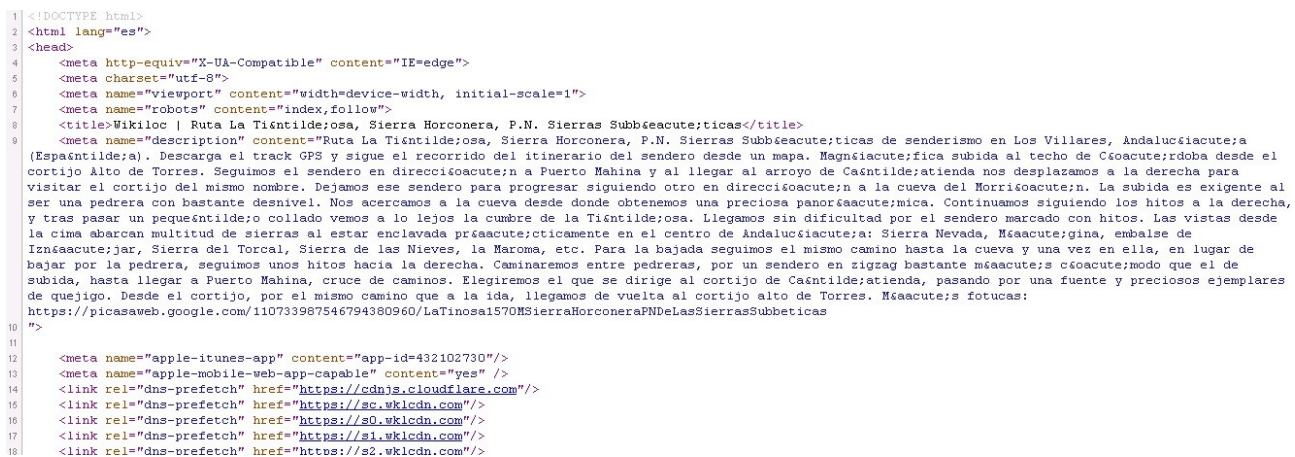 1 <!DOCTYPE html>
2 <html lang="es">
3 <head>
4 <meta http-equiv="X-UA-Compatible" content="IE=edge">
5 <meta charset="utf-8">
6 <meta name="viewport" content="width=device-width, initial-scale=1">
7 <meta name="robots" content="index,follow">
8 <title>Wikiloc | Ruta La Ti&ntilde;osa, Sierra Horconera, P.N. Sierras Subb&eacute;ticas</title>
9 <meta name="description" content="Ruta La Ti&ntilde;osa, Sierra Horconera, P.N. Sierras Subb&eacute;ticas de senderismo en Los Villares, Andaluc&iacute;a
(Espa&ntilde;a). Descarga el track GPS y sigue el recorrido del itinerario del sendero desde un mapa. Magn&iacute;fica subida al techo de C&oacute;rdoba desde el
cortijo Alto de Torres. Seguimos el sendero en direcci&oacute;n a Puerto Mahina y al llegar al arroyo de Ca&ntilde;atienda nos desplazamos a la derecha para
visitar el cortijo del mismo nombre. Dejamos ese sendero para progresar siguiendo otro en direcci&oacute;n a la cueva del Morri&oacute;n. La subida es exigente al
ser una pedrera con bastante desnivel. Nos acercamos a la cueva desde donde obtenemos una preciosa panor&aacute;mica. Continuamos siguiendo los hitos a la derecha,
y tras pasar un peque&ntilde;o collado vemos a lo lejos la cumbre de la Ti&ntilde;osa. Llegamos sin dificultad por el sendero marcado con hitos. Las vistas desde
la cima abarcan multitud de sierras al estar enclavada pr&aacute;cticamente en el centro de Andaluc&iacute;a: Sierra Nevada, M&aacute;gina, embalse de
Izn&aacute;jar, Sierra del Torcal, Sierra de las Nieves, la Maroma, etc. Para la bajada seguimos el mismo camino hasta la cueva y una vez en ella, en lugar de
bajar por la pedrera, seguimos unos hitos hacia la derecha. Caminaremos entre pedreras, por un sendero en zigzag bastante m&aacute;s c&oacute;modo que el de
subida, hasta llegar a Puerto Mahina, cruce de caminos. Elegiremos el que se dirige al cortijo de Ca&ntilde;atienda, pasando por una fuente y preciosos ejemplares
de quejigo. Desde el cortijo, por el mismo camino que a la ida, llegamos de vuelta al cortijo alto de Torres. M&aacute;s fotucas:
https://picasaweb.google.com/110733987546794380960/LaTinosa1570MSierraHorconeraPNDeLasSierrasSubbeticas
10 ">
11
12 <meta name="apple-itunes-app" content="app-id=432102730"/>
13 <meta name="apple-mobile-web-app-capable" content="yes" />
14 <link rel="dns-prefetch" href="https://cdnjs.cloudflare.com"/>
15 <link rel="dns-prefetch" href="https://sc.wklcdn.com"/>
16 <link rel="dns-prefetch" href="https://s0.wklcdn.com"/>
17 <link rel="dns-prefetch" href="https://s1.wklcdn.com"/>
18 <link rel="dns-prefetch" href="https://s2.wklcdn.com"/>